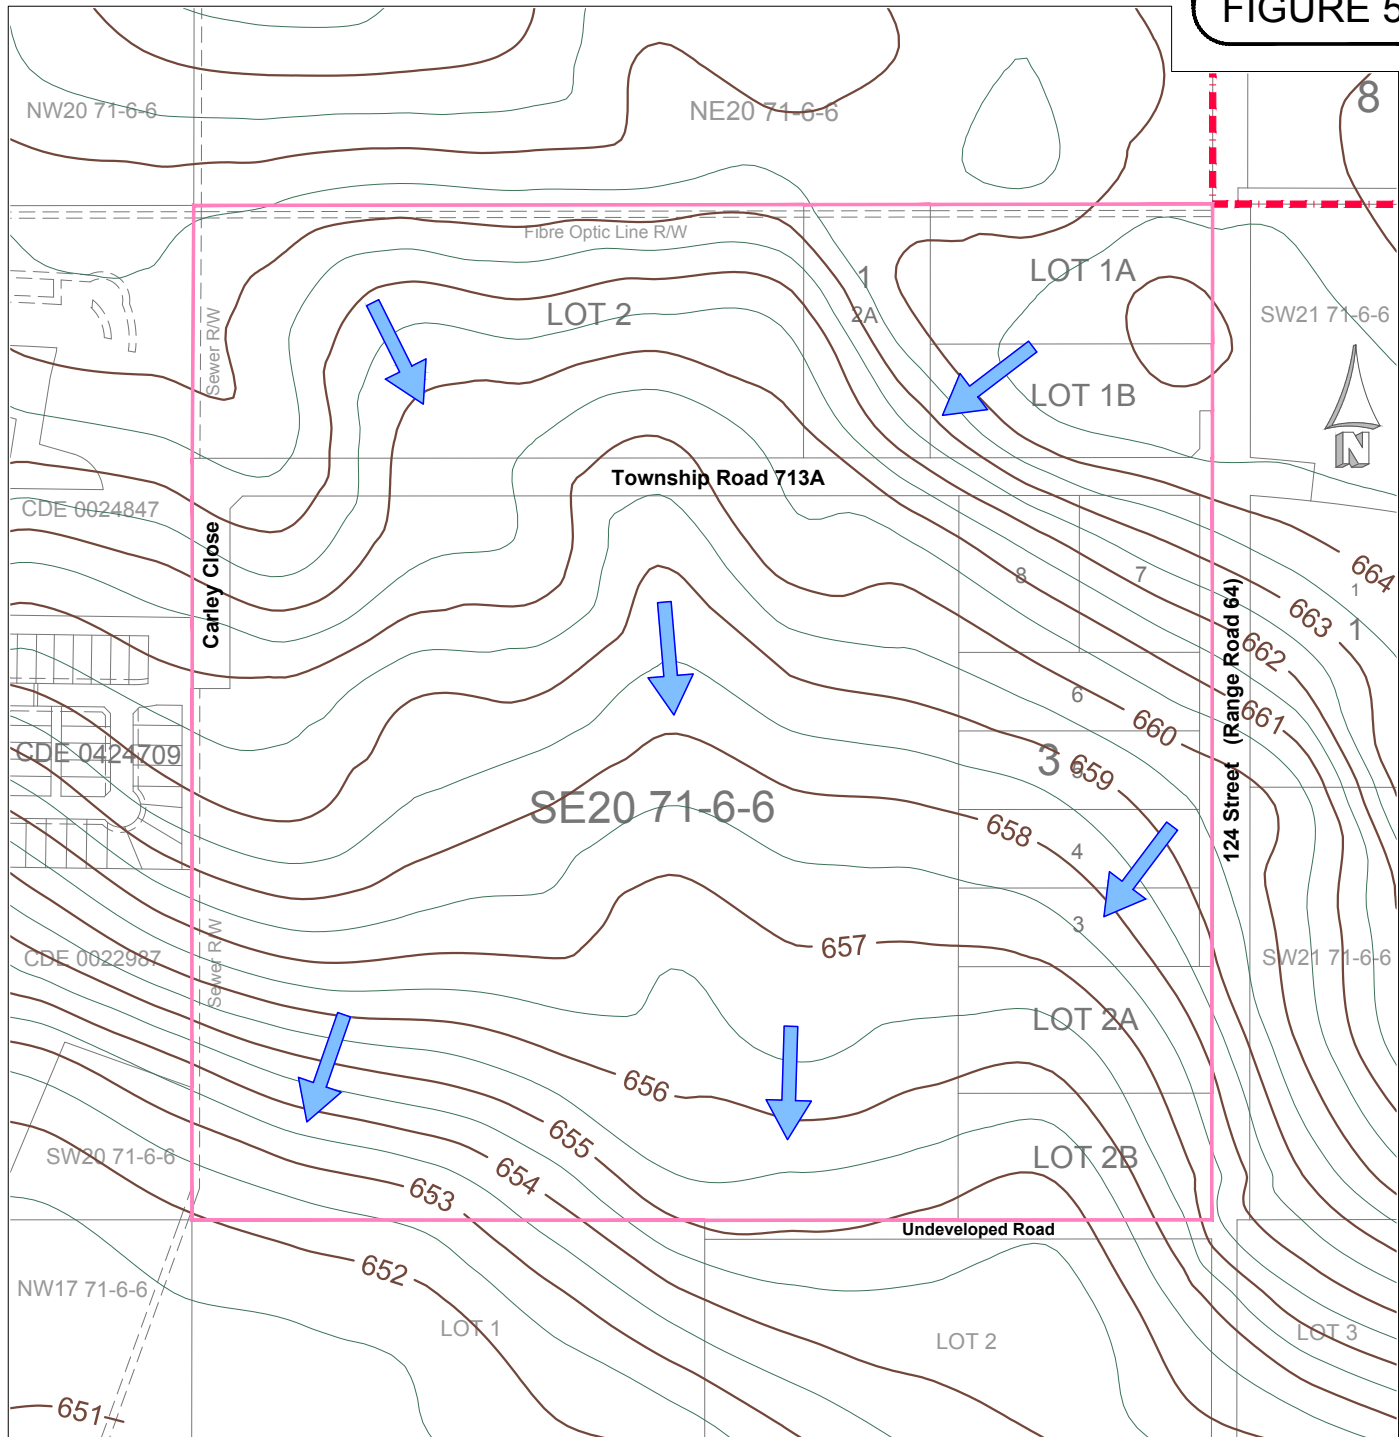 FIGURE 5
NW20 71-6-6
NE20 71-6-6
8
Fibre Optic Line R/W
LOT 2
1
2A
LOT 1A
SW21 71-6-6
Sewer R/W
LOT 1B
N
Township Road 713A
CDE 0024847
Carley Close
8
7
664
1
663
1
662
124 Street (Range Road 64)
6
661
660
CDE 0424709
3
5
659
SE20 71-6-6
658
4
3
657
CDE 0022987
Sewer R/W
SW21 71-6-6
LOT 2A
656
655
SW20 71-6-6
654
LOT 2B
653
Undeveloped Road
652
NW17 71-6-6
LOT 1
LOT 2
LOT 3
651